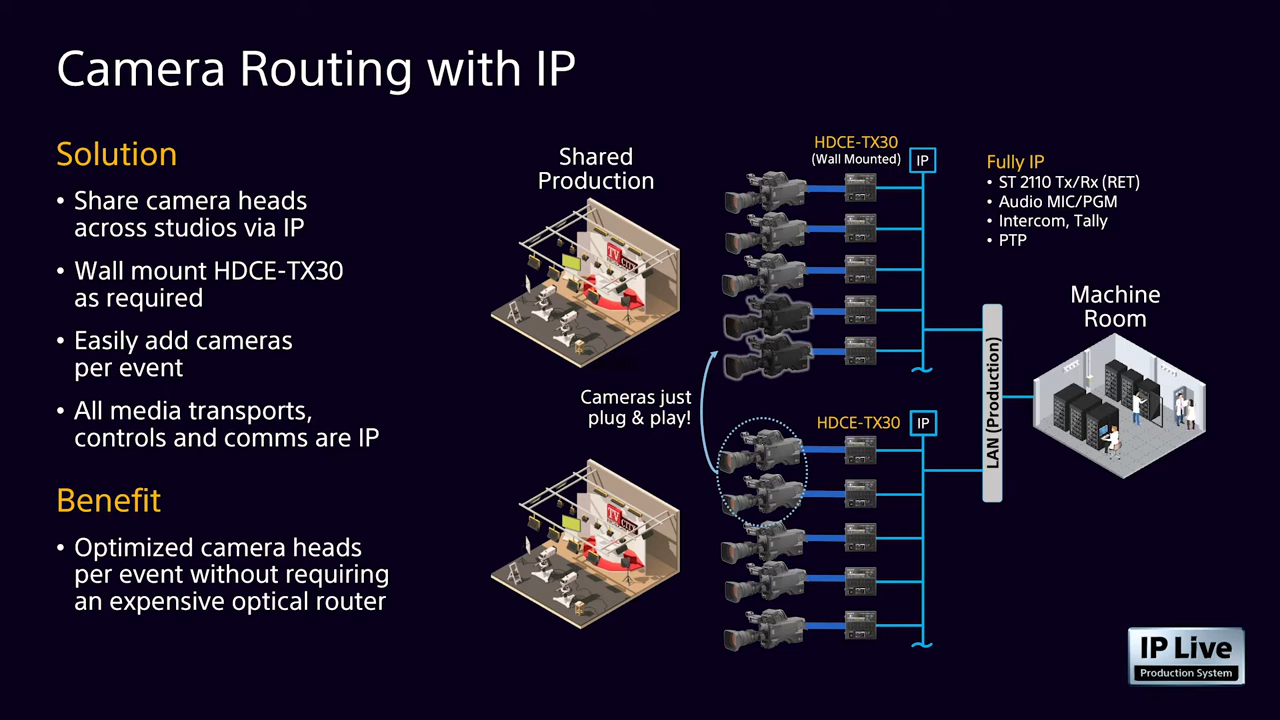 Camera Routing with IP
Solution
• Share camera heads
across studios via IP
• Wall mount HDCE-TX30
as required
• Easily add cameras
per event
• All media transports,
controls and comms are IP
Benefit
• Optimized camera heads
per event without requiring
an expensive optical router
Shared
Production
TV
CITY
Cameras just
plug & play!
TV
CITY
HDCE-TX30
(Wall Mounted)
IP
HDCE-TX30
IP
Fully IP
• ST 2110 Tx/Rx (RET)
• Audio MIC/PGM
• Intercom, Tally
• PTP
LAN (Production)
Machine
Room
IP Live
Production System